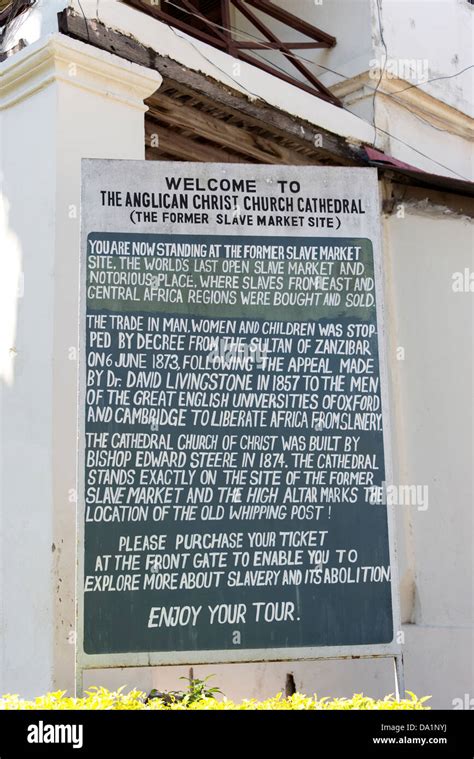 WELCOME TO
THE ANGLICAN CHRIST CHURCH CATHEDRAL
(THE FORMER SLAVE MARKET SITE)
YOU ARE NOW STANDING AT THE FORMER SLAVE MARKET
SITE, THE WORLD'S LAST OPEN SLAVE MARKET AND
NOTORIOUS PLACE, WHERE SLAVES FROM EAST AND
CENTRAL AFRICA REGIONS WERE BOUGHT AND SOLD.
THE TRADE IN MAN, WOMEN AND CHILDREN WAS STOP-
PED BY DECREE FROM THE SULTAN OF ZANZIBAR
ON 6 JUNE 1873, FOLLOWING THE APPEAL MADE
BY DR. DAVID LIVINGSTONE IN 1857 TO THE MEN
OF THE GREAT ENGLISH UNIVERSITIES OF OXFORD
AND CAMBRIDGE TO LIBERATE AFRICA FROM SLAVERY.
THE CATHEDRAL CHURCH OF CHRIST WAS BUILT BY
BISHOP EDWARD STEERE IN 1874. THE CATHEDRAL
STANDS EXACTLY ON THE SITE OF THE FORMER
SLAVE MARKET AND THE HIGH ALTAR MARKS THE
LOCATION OF THE OLD WHIPPING POST!
PLEASE PURCHASE YOUR TICKET
AT THE FRONT GATE TO ENABLE YOU TO
EXPLORE MORE ABOUT SLAVERY AND ITS ABOLITION.
ENJOY YOUR TOUR.
alamy
Image ID: DA1NYJ
www.alamy.com